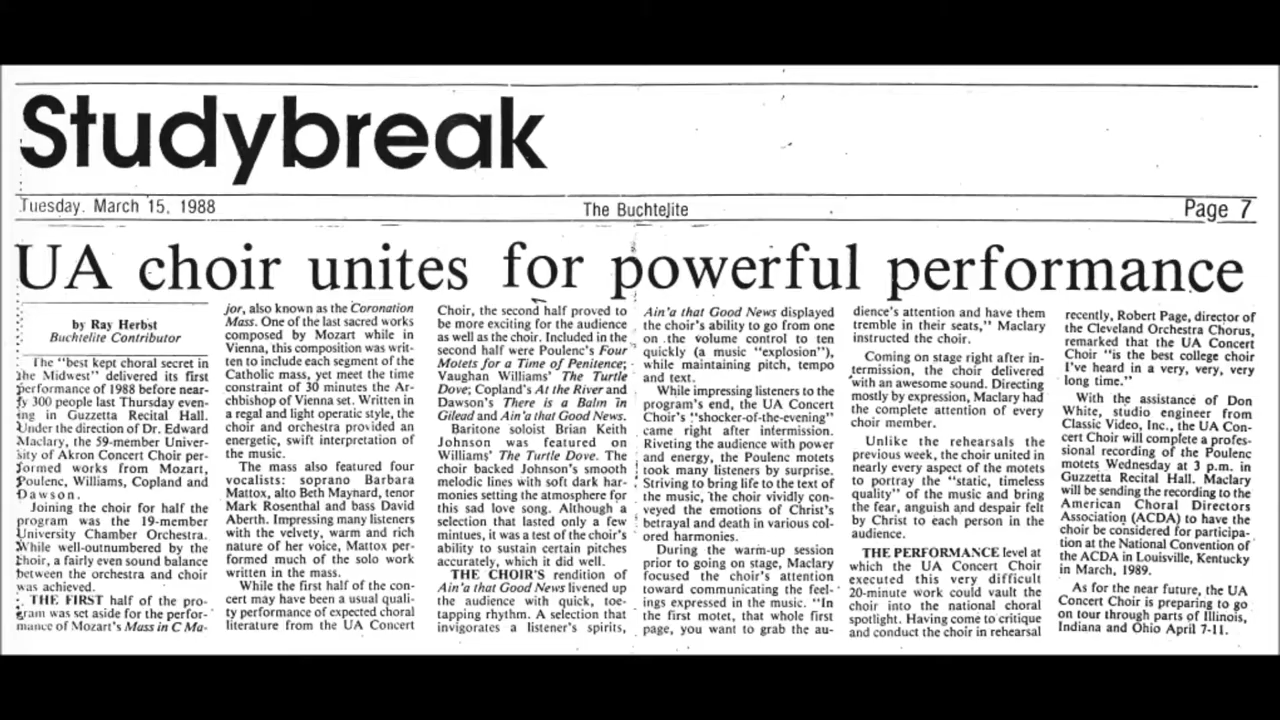 Studybreak
Tuesday. March 15, 1988
The Buchtelite
Page 7
UA choir unites for powerful performance
by Ray Herbst
Buchtelite Contributor
The "best kept choral secret in
the Midwest" delivered its first
performance of 1988 before near-
ly 300 people last Thursday even-
ing in Guzzetta Recital Hall.
Under the direction of Dr. Edward
Maclary, the 59-member Univer-
sity of Akron Concert Choir per-
formed works from Mozart,
Poulenc, Williams, Copland and
Dawson.
Joining the choir for half the
program was the 19-member
University Chamber Orchestra.
While well-outnumbered by the
choir, a fairly even sound balance
between the orchestra and choir
was achieved.
THE FIRST half of the pro-
gram was set aside for the perfor-
mance of Mozart's Mass in C Ma-
jor, also known as the Coronation
Mass. One of the last sacred works
composed by Mozart while in
Vienna, this composition was writ-
ten to include each segment of the
Catholic mass, yet meet the time
constraint of 30 minutes the Ar-
chbishop of Vienna set. Written in
a regal and light operatic style, the
choir and orchestra provided an
energetic, swift interpretation of
the music.
The mass also featured four
vocalists: soprano Barbara
Mattox, alto Beth Maynard, tenor
Mark Rosenthal and bass David
Aberth. Impressing many listeners
with the velvety, warm and rich
nature of her voice, Mattox per-
formed much of the solo work
written in the mass.
While the first half of the con-
cert may have been a usual quali-
ty performance of expected choral
literature from the UA Concert
Choir, the second half proved to
be more exciting for the audience
as well as the choir. Included in the
second half were Poulenc's Four
Motets for a Time of Penitence;
Vaughan Williams' The Turtle
Dove; Copland's At the River and
Dawson's There is a Balm in
Gilead and Ain'a that Good News.
Baritone soloist Brian Keith
Johnson was featured on
Williams' The Turtle Dove. The
choir backed Johnson's smooth
melodic lines with soft dark har-
monies setting the atmosphere for
this sad love song. Although a
selection that lasted only a few
mintues, it was a test of the choir's
ability to sustain certain pitches
accurately, which it did well.
THE CHOIR'S rendition of
Ain'a that Good News livened up
the audience with quick, toe-
tapping rhythm. A selection that
invigorates a listener's spirits,
Ain'a that Good News displayed
the choir's ability to go from one
on the volume control to ten
quickly (a music "explosion"),
while maintaining pitch, tempo
and text.
While impressing listeners to the
program's end, the UA Concert
Choir's "shocker-of-the-evening"
came right after intermission.
Riveting the audience with power
and energy, the Poulenc motets
took many listeners by surprise.
Striving to bring life to the text of
the music, the choir vividly con-
veyed the emotions of Christ's
betrayal and death in various col-
ored harmonies.
During the warm-up session
prior to going on stage, Maclary
focused the choir's attention
toward communicating the feel-
ings expressed in the music. "In
the first motet, that whole first
page, you want to grab the au-
dience's attention and have them
tremble in their seats," Maclary
instructed the choir.
Coming on stage right after in-
termission, the choir delivered
with an awesome sound. Directing
mostly by expression, Maclary had
the complete attention of every
choir member.
Unlike the rehearsals the
previous week, the choir united in
nearly every aspect of the motets
to portray the "static, timeless
quality" of the music and bring
the fear, anguish and despair felt
by Christ to each person in the
audience.
THE PERFORMANCE level at
which the UA Concert Choir
executed this very difficult
20-minute work could vault the
choir into the national choral
spotlight. Having come to critique
and conduct the choir in rehearsal
recently, Robert Page, director of
the Cleveland Orchestra Chorus,
remarked that the UA Concert
Choir "is the best college choir
I've heard in a very, very, very
long time."
With the assistance of Don
White, studio engineer from
Classic Video, Inc., the UA Con-
cert Choir will complete a profes-
sional recording of the Poulenc
motets Wednesday at 3 p.m. in
Guzzetta Recital Hall. Maclary
will be sending the recording to the
American Choral Directors
Association (ACDA) to have the
choir be considered for participa-
tion at the National Convention of
the ACDA in Louisville, Kentucky
in March, 1989.
As for the near future, the UA
Concert Choir is preparing to go
on tour through parts of Illinois,
Indiana and Ohio April 7-11.